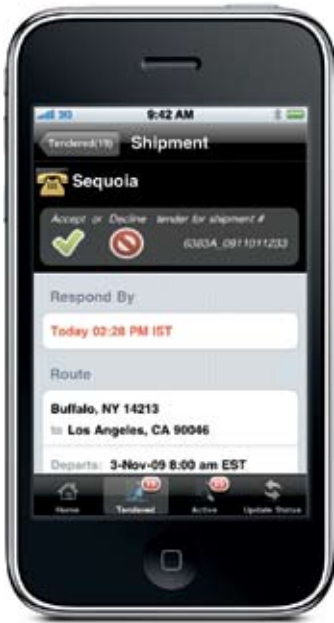 3G 9:42 AM
Tendered(19) Shipment
Sequoia
Accept or Decline tender for shipment #
6383A_0911011233
Respond By
Today 02:28 PM IST
Route
Buffalo, NY 14213
to Los Angeles, CA 90046
Departs: 3-Nov-09 8:00 am EST
Home Tendered Active Update Status